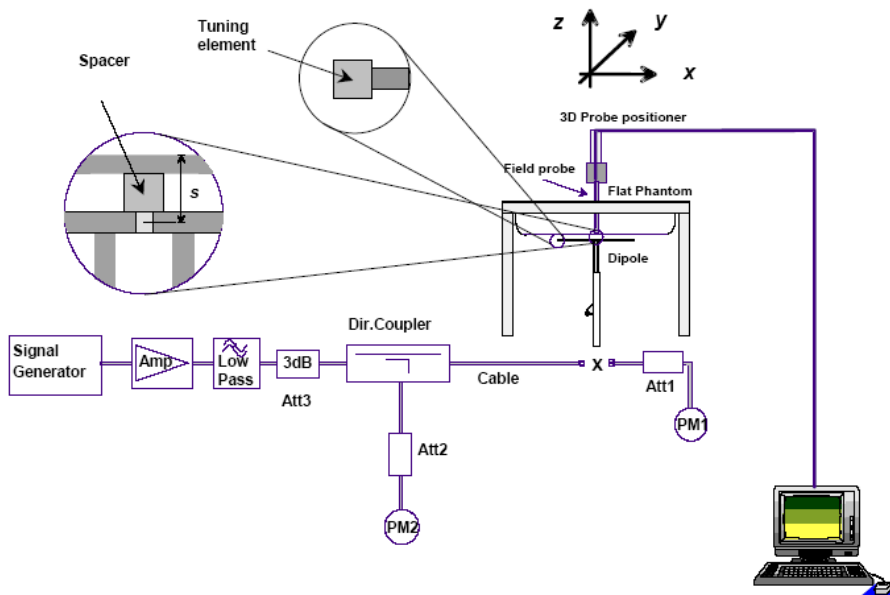 Tuning
element
Spacer
s
z
y
x
3D Probe positioner
Field probe
Flat Phantom
Dipole
Dir.Coupler
Signal
Generator
Amp
Low
Pass
3dB
Att3
Cable
X
Att1
PM1
Att2
PM2